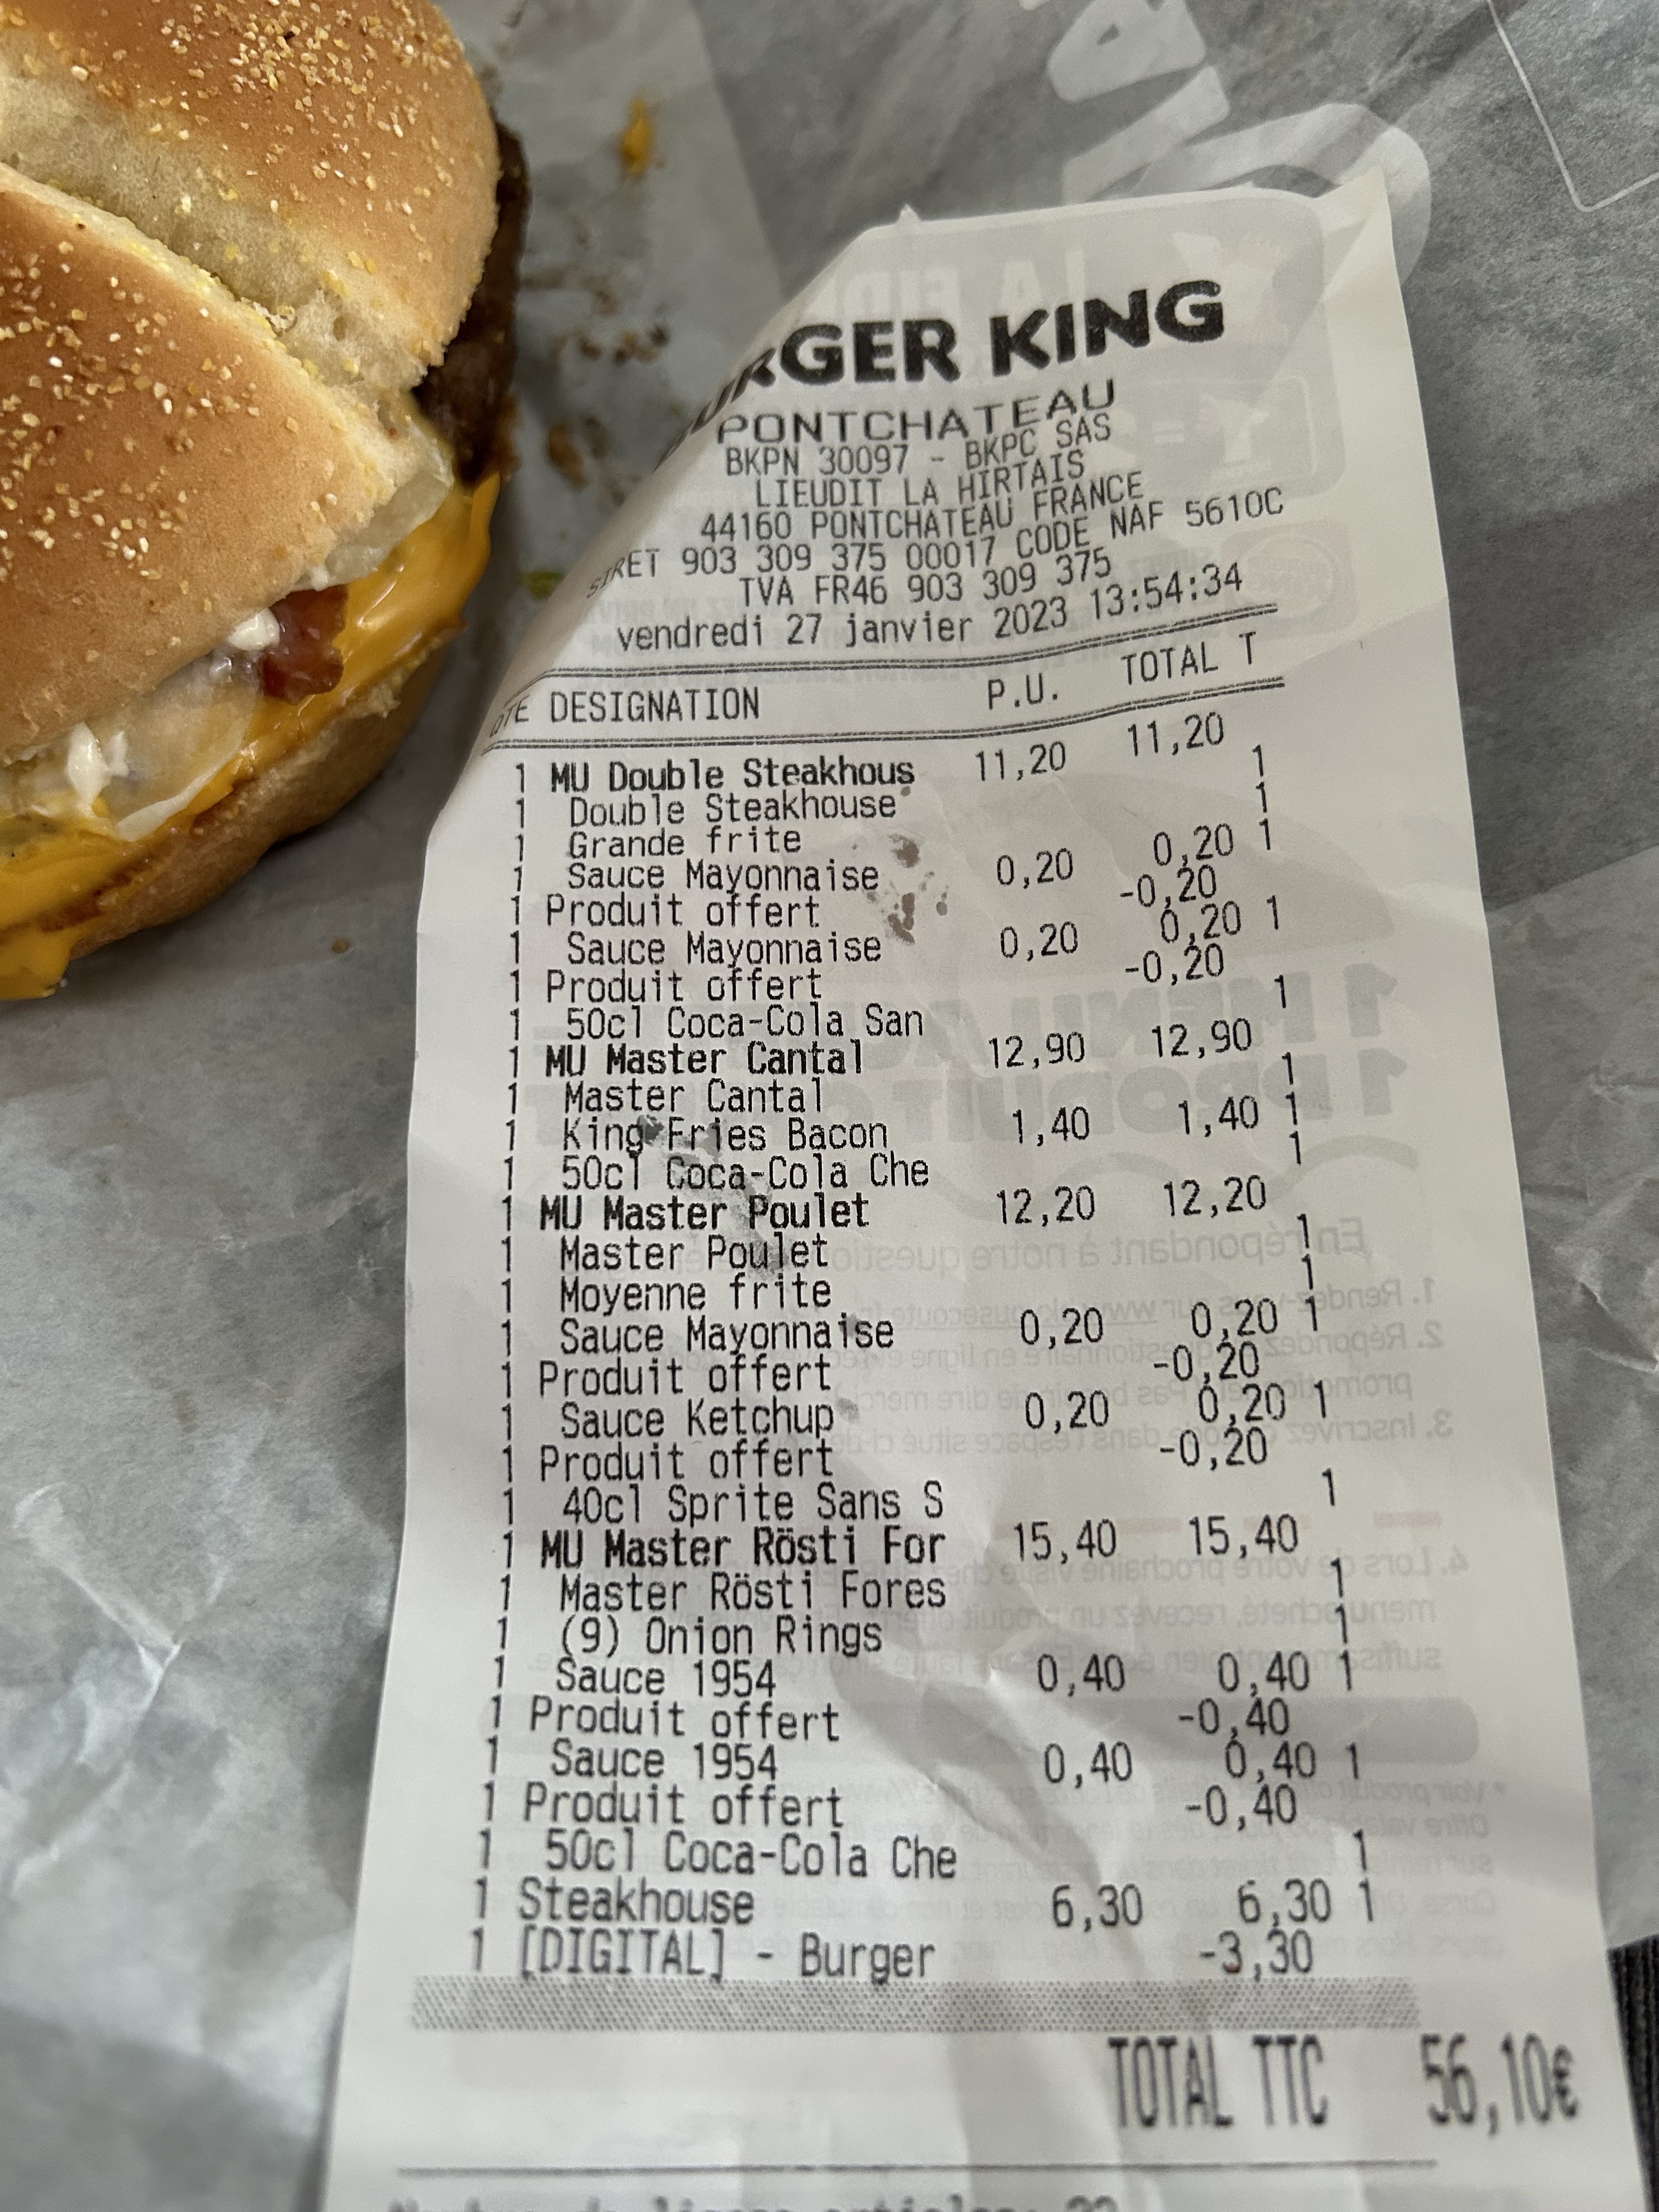 BURGER KING
PONTCHATEAU
BKPN 30097 - BKPC SAS
LIEUDIT LA HIRTAIS
44160 PONTCHATEAU FRANCE
SIRET 903 309 375 00017 CODE NAF 5610C
TVA FR46 903 309 375
vendredi 27 janvier 2023 13:54:34
QTE DESIGNATION P.U. TOTAL T
1 MU Double Steakhous 11,20 11,20
1 Double Steakhouse 1
1 Grande frite 1
1 Sauce Mayonnaise 0,20 0,20 1
1 Produit offert -0,20
1 Sauce Mayonnaise 0,20 0,20 1
1 Produit offert -0,20
1 50cl Coca-Cola San 1
1 MU Master Cantal 12,90 12,90
1 Master Cantal 1
1 King Fries Bacon 1,40 1,40 1
1 50cl Coca-Cola Che 1
1 MU Master Poulet 12,20 12,20
1 Master Poulet 1
1 Moyenne frite 1
1 Sauce Mayonnaise 0,20 0,20 1
1 Produit offert -0,20
1 Sauce Ketchup 0,20 0,20 1
1 Produit offert -0,20
1 40cl Sprite Sans S 1
1 MU Master Rösti For 15,40 15,40
1 Master Rösti Fores 1
1 (9) Onion Rings 1
1 Sauce 1954 0,40 0,40 1
1 Produit offert -0,40
1 Sauce 1954 0,40 0,40 1
1 Produit offert -0,40
1 50cl Coca-Cola Che 1
1 Steakhouse 6,30 6,30 1
1 [DIGITAL] - Burger -3,30
TOTAL TTC 56,10€